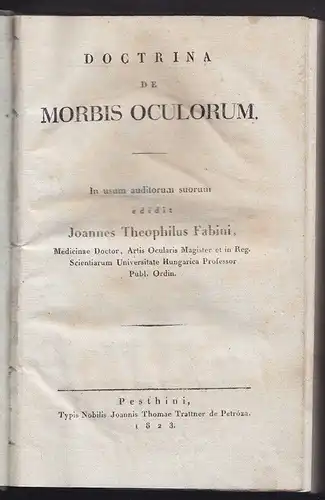 DOCTRINA
DE
MORBIS OCULORUM.
In usum auditorum suorum
edidit
Joannes Theophilus Fabini,
Medicinae Doctor, Artis Ocularis Magister et in Reg.
Scientiarum Universitate Hungarica Professor
Publ. Ordin.
Pesthini,
Typis Nobilis Joannis Thomae Trattner de Petróza.
1823.